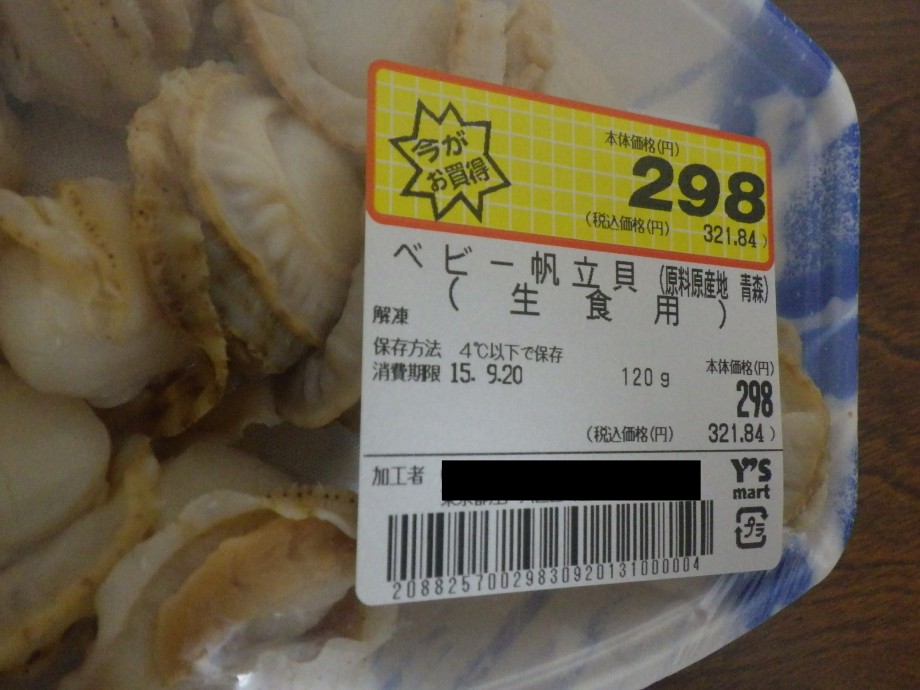 今が
お買得
本体価格(円)
298
(税込価格(円) 321.84)
ベビー帆立貝(原料原産地 青森)
(生食用)
解凍
保存方法 4℃以下で保存
消費期限 15. 9.20 120g
本体価格(円)
298
(税込価格(円) 321.84)
加工者
Y'S
mart
プラ
20882570029830920131000004